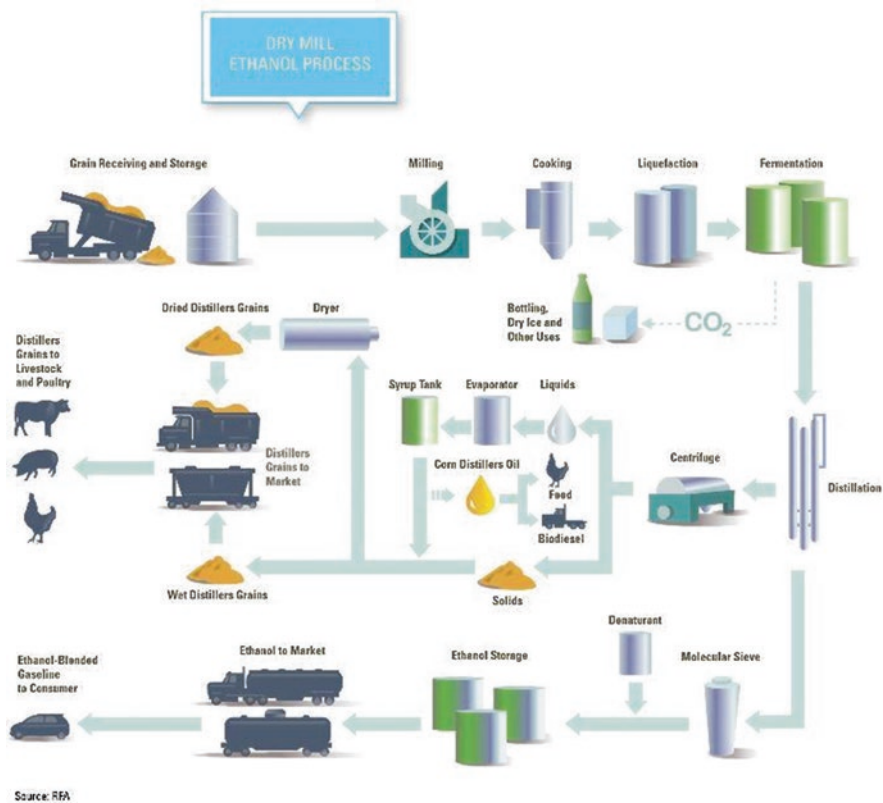 DRY MILL
ETHANOL PROCESS
Grain Receiving and Storage
Milling
Cooking
Liquefaction
Fermentation
Bottling,
Dry Ice and
Other Uses
CO2
Dried Distillers Grains
Dryer
Distillers
Grains to
Livestock
and Poultry
Syrup Tank
Evaporator
Liquids
Distillers
Grains to
Market
Corn Distillers Oil
Feed
Biodiesel
Centrifuge
Distillation
Wet Distillers Grains
Solids
Denaturant
Ethanol-Blended
Gasoline
to Consumer
Ethanol to Market
Ethanol Storage
Molecular Sieve
Source: RFA